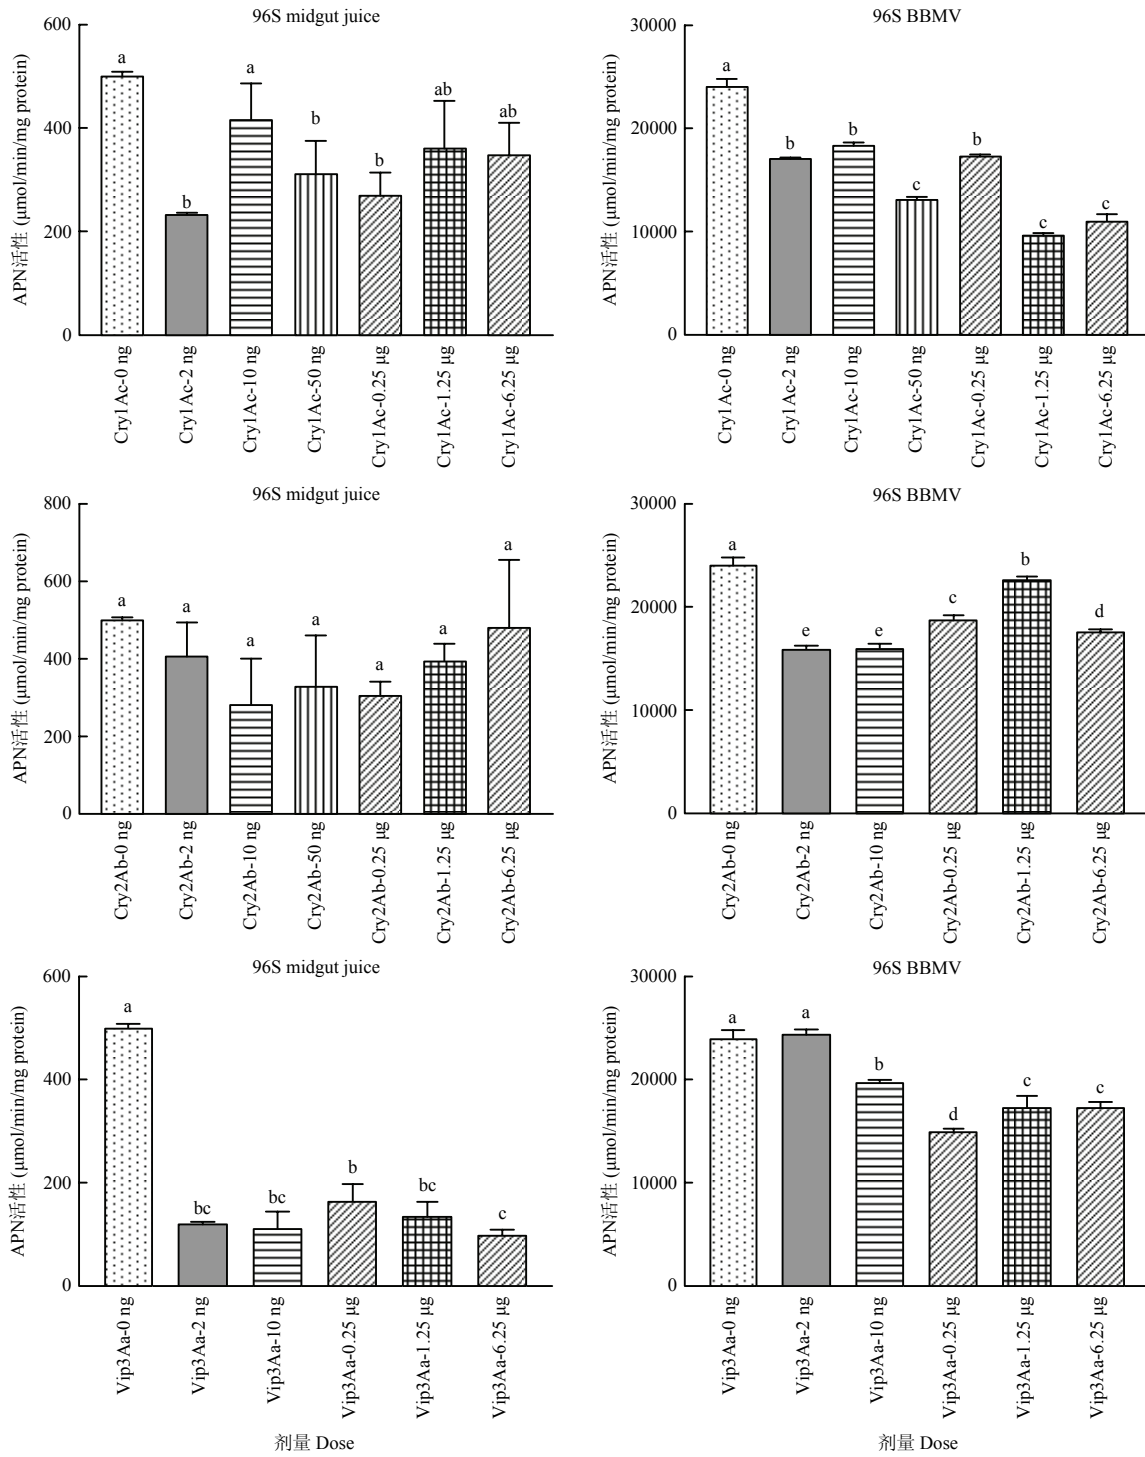 96S midgut juice
600
400
200
0
APN活性 (μmol/min/mg protein)
a
b
a
b
b
ab
ab
Cry1Ac-0 ng
Cry1Ac-2 ng
Cry1Ac-10 ng
Cry1Ac-50 ng
Cry1Ac-0.25 μg
Cry1Ac-1.25 μg
Cry1Ac-6.25 μg
96S BBMV
30000
20000
10000
0
APN活性 (μmol/min/mg protein)
a
b
b
c
b
c
c
Cry1Ac-0 ng
Cry1Ac-2 ng
Cry1Ac-10 ng
Cry1Ac-50 ng
Cry1Ac-0.25 μg
Cry1Ac-1.25 μg
Cry1Ac-6.25 μg
96S midgut juice
800
600
400
200
0
APN活性 (μmol/min/mg protein)
a
a
a
a
a
a
a
Cry2Ab-0 ng
Cry2Ab-2 ng
Cry2Ab-10 ng
Cry2Ab-50 ng
Cry2Ab-0.25 μg
Cry2Ab-1.25 μg
Cry2Ab-6.25 μg
96S BBMV
30000
20000
10000
0
APN活性 (μmol/min/mg protein)
a
e
e
c
b
d
Cry2Ab-0 ng
Cry2Ab-2 ng
Cry2Ab-10 ng
Cry2Ab-0.25 μg
Cry2Ab-1.25 μg
Cry2Ab-6.25 μg
96S midgut juice
600
400
200
0
APN活性 (μmol/min/mg protein)
a
bc
bc
b
bc
c
Vip3Aa-0 ng
Vip3Aa-2 ng
Vip3Aa-10 ng
Vip3Aa-0.25 μg
Vip3Aa-1.25 μg
Vip3Aa-6.25 μg
剂量 Dose
96S BBMV
30000
20000
10000
0
APN活性 (μmol/min/mg protein)
a
a
b
d
c
c
Vip3Aa-0 ng
Vip3Aa-2 ng
Vip3Aa-10 ng
Vip3Aa-0.25 μg
Vip3Aa-1.25 μg
Vip3Aa-6.25 μg
剂量 Dose